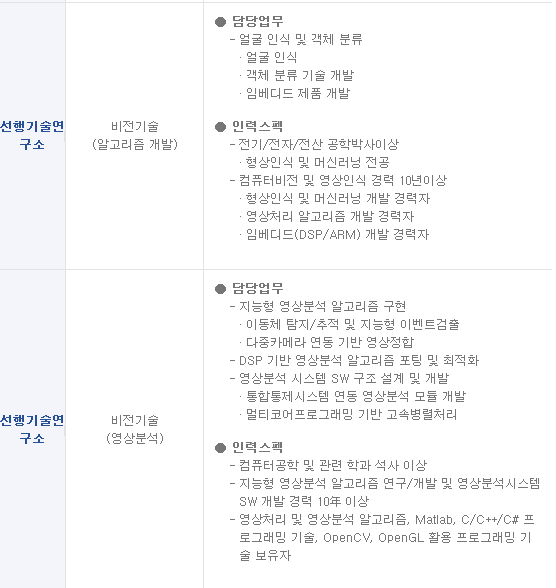 선행기술연
구소
비전기술
(알고리즘 개발)
● 담당업무
- 얼굴 인식 및 객체 분류
· 얼굴 인식
· 객체 분류 기술 개발
· 임베디드 제품 개발
● 인력스펙
- 전기/전자/전산 공학박사이상
· 형상인식 및 머신러닝 전공
- 컴퓨터비전 및 영상인식 경력 10년이상
· 형상인식 및 머신러닝 개발 경력자
· 영상처리 알고리즘 개발 경력자
· 임베디드(DSP/ARM) 개발 경력자
선행기술연
구소
비전기술
(영상분석)
● 담당업무
- 지능형 영상분석 알고리즘 구현
· 이동체 탐지/추적 및 지능형 이벤트검출
· 다중카메라 연동 기반 영상정합
- DSP 기반 영상분석 알고리즘 포팅 및 최적화
- 영상분석 시스템 SW 구조 설계 및 개발
· 통합통제시스템 연동 영상분석 모듈 개발
· 멀티코어프로그래밍 기반 고속병렬처리
● 인력스펙
- 컴퓨터공학 및 관련 학과 석사 이상
- 지능형 영상분석 알고리즘 연구/개발 및 영상분석시스템
SW 개발 경력 10년 이상
- 영상처리 및 영상분석 알고리즘, Matlab, C/C++/C# 프
로그래밍 기술, OpenCV, OpenGL 활용 프로그래밍 기
술 보유자